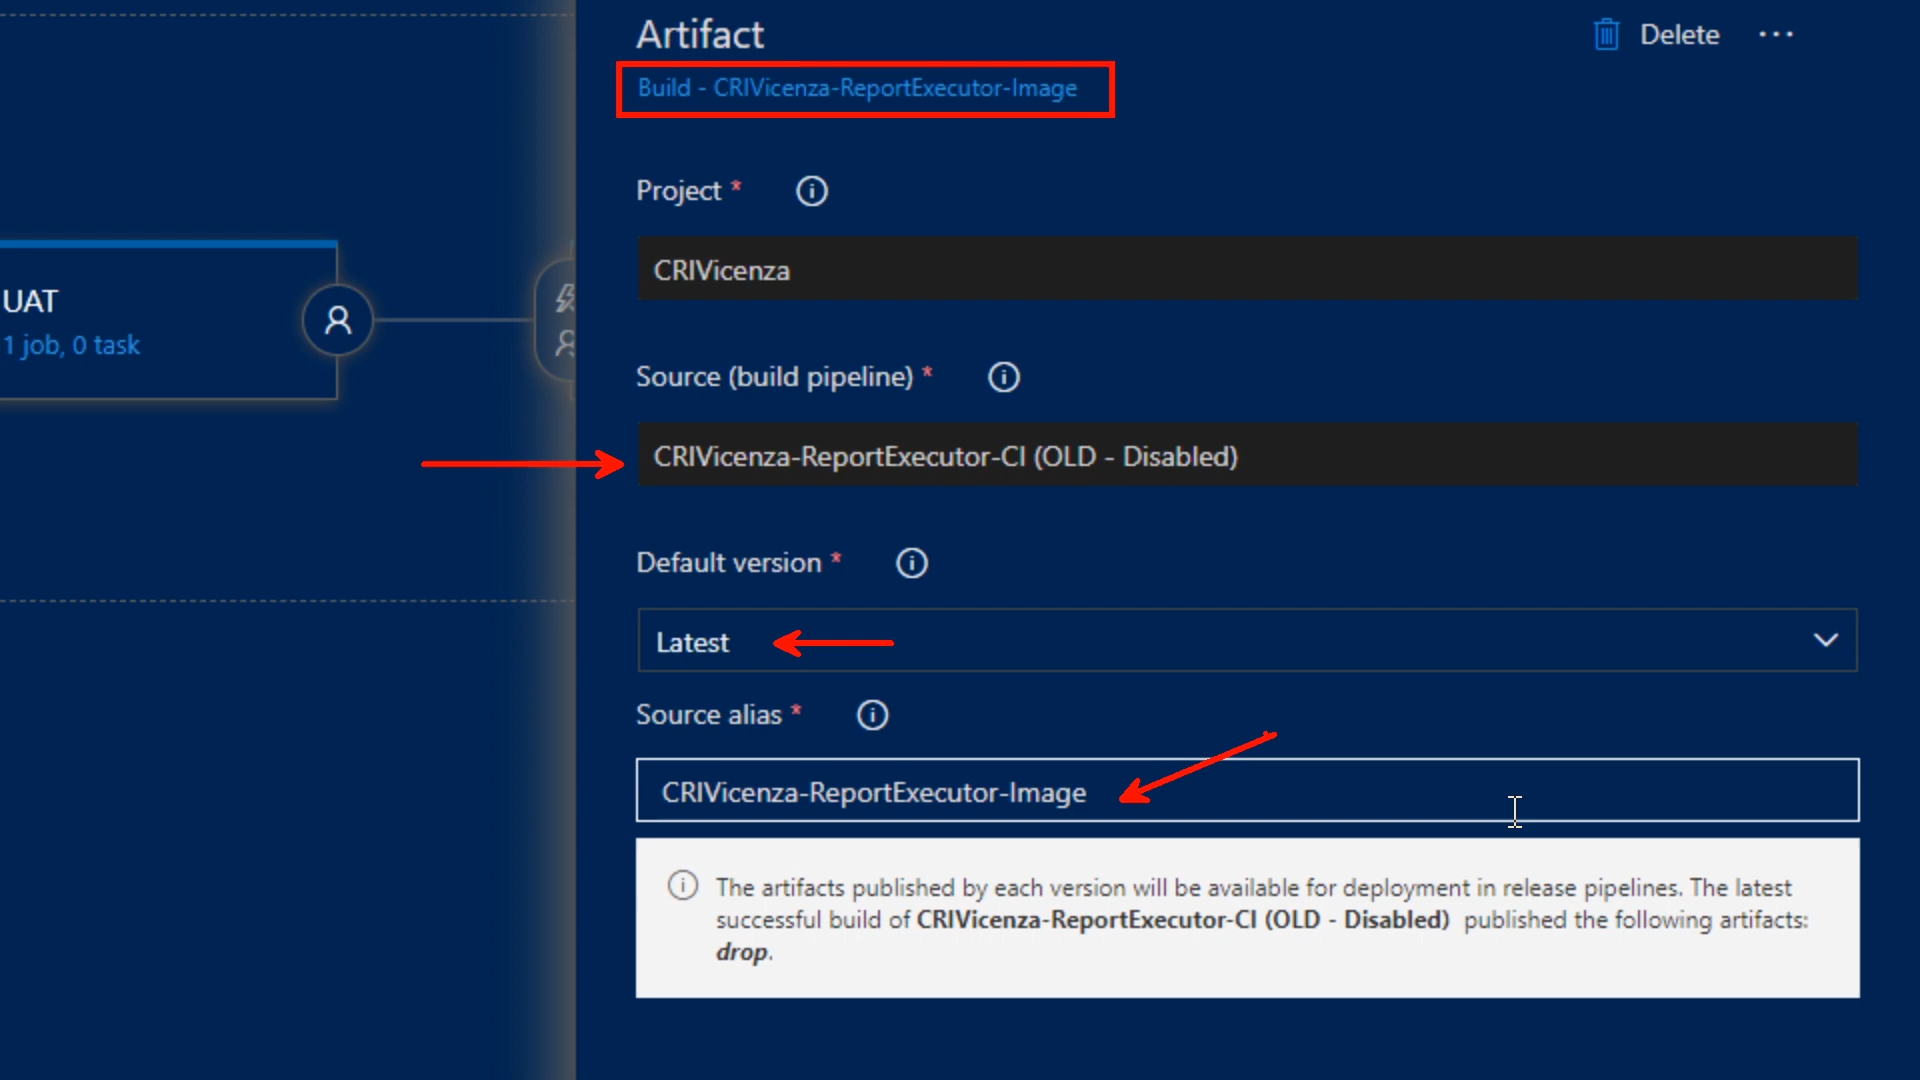 Artifact
Delete
Build - CRIVicenza-ReportExecutor-Image
Project *
CRIVicenza
UAT
1 job, 0 task
Source (build pipeline) *
CRIVicenza-ReportExecutor-CI (OLD - Disabled)
Default version *
Latest
Source alias *
CRIVicenza-ReportExecutor-Image
The artifacts published by each version will be available for deployment in release pipelines. The latest
successful build of CRIVicenza-ReportExecutor-CI (OLD - Disabled) published the following artifacts:
drop.